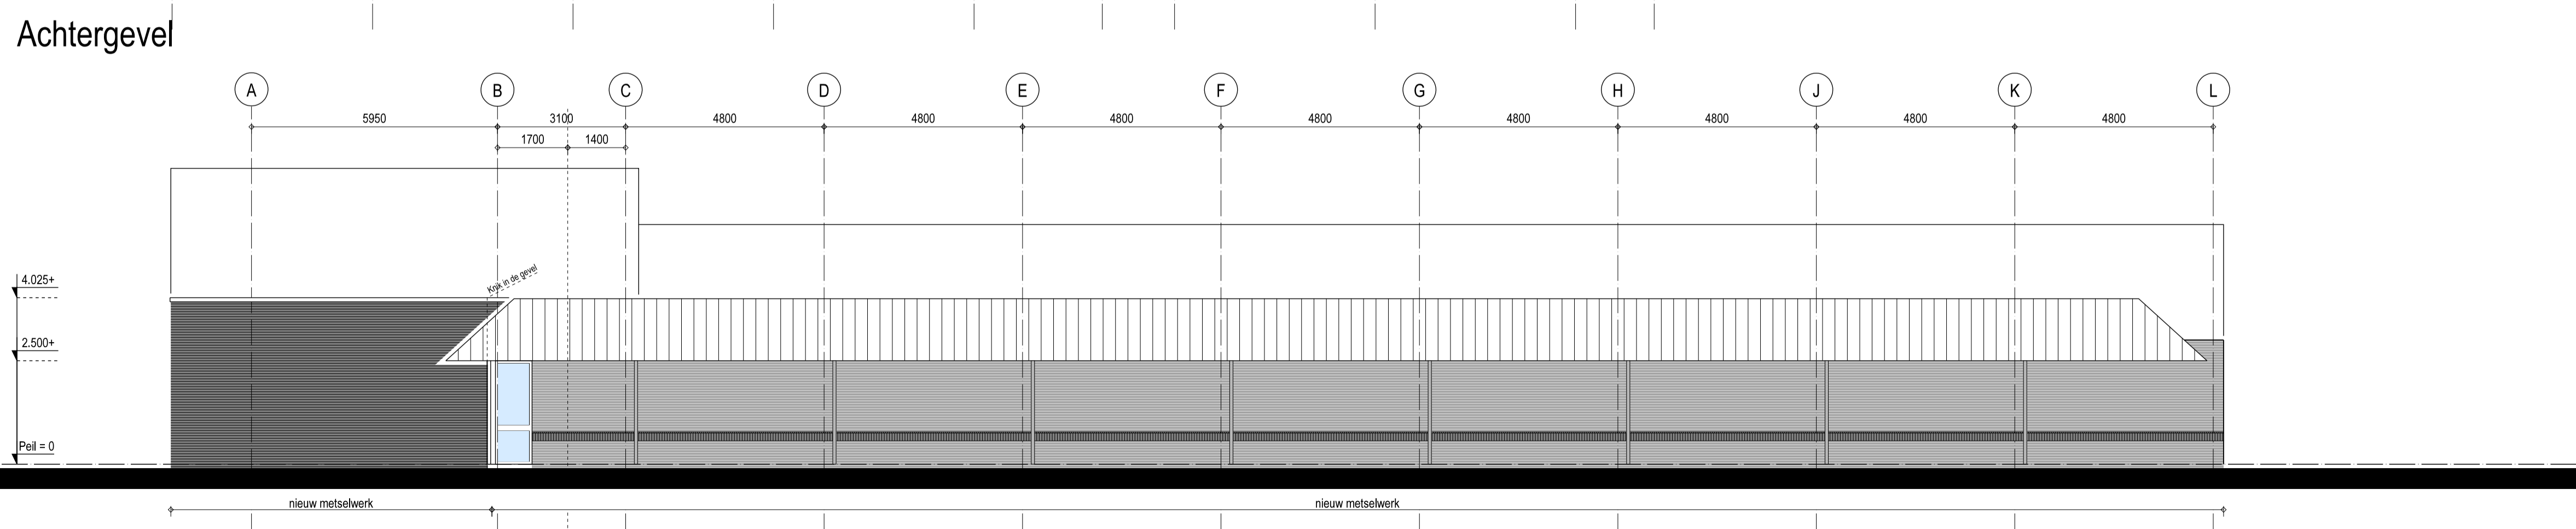 Achtergevel
A B C D E F G H J K L
5950 3100 4800 4800 4800 4800 4800 4800 4800 4800
1700 1400
Knik in de gevel
4.025+
2.500+
Peil = 0
nieuw metselwerk nieuw metselwerk